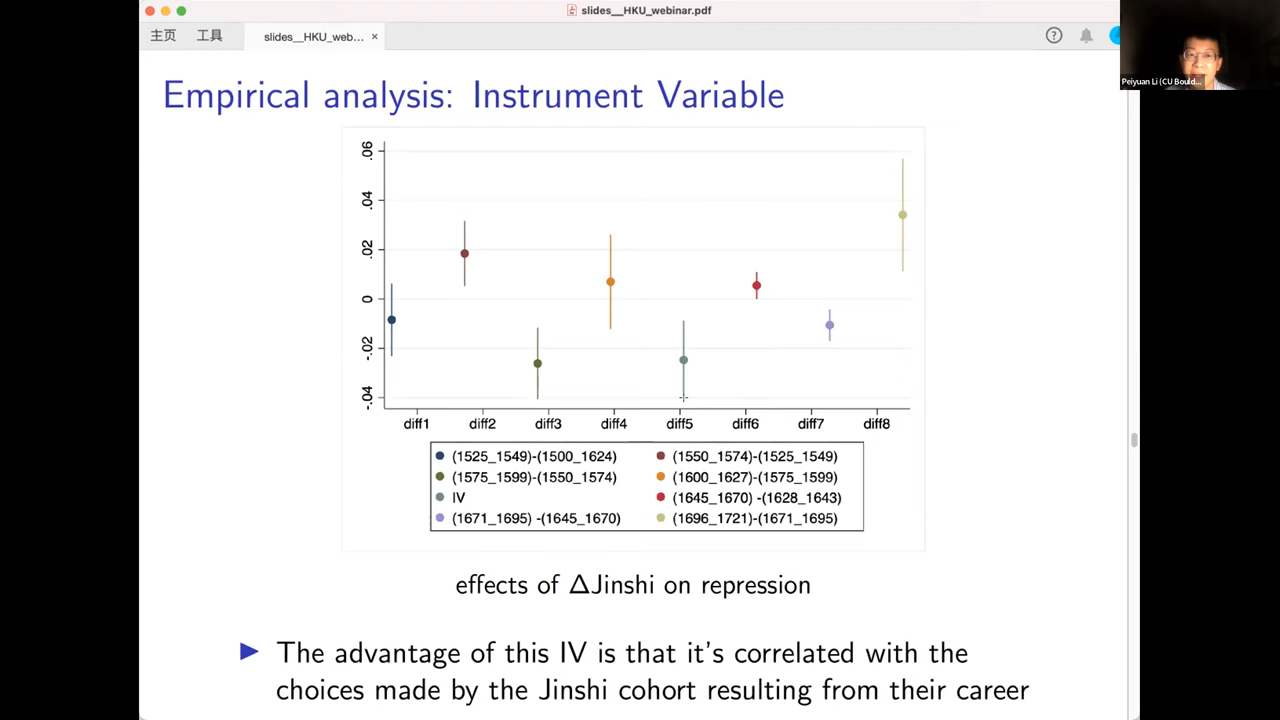 slides__HKU_webinar.pdf
主页 工具 slides__HKU_web... ×
Peiyuan Li (CU Bould...
Empirical analysis: Instrument Variable
.06
.04
.02
0
-.02
-.04
diff1 diff2 diff3 diff4 diff5 diff6 diff7 diff8
(1525_1549)-(1500_1624) (1550_1574)-(1525_1549)
(1575_1599)-(1550_1574) (1600_1627)-(1575_1599)
IV (1645_1670) -(1628_1643)
(1671_1695) -(1645_1670) (1696_1721)-(1671_1695)
effects of ΔJinshi on repression
The advantage of this IV is that it's correlated with the
choices made by the Jinshi cohort resulting from their career